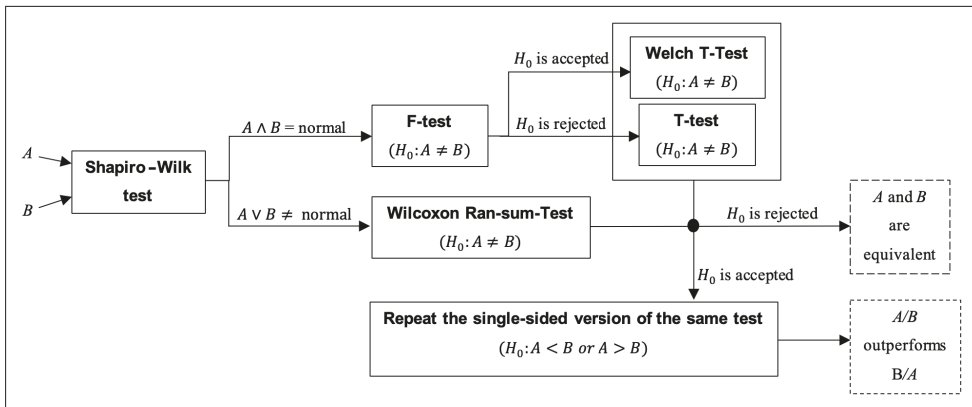 A
B
Shapiro–Wilk
test
A ∧ B = normal
A ∨ B ≠ normal
F-test
(H₀: A ≠ B)
H₀ is accepted
H₀ is rejected
Welch T-Test
(H₀: A ≠ B)
T-test
(H₀: A ≠ B)
Wilcoxon Ran-sum-Test
(H₀: A ≠ B)
H₀ is rejected
A and B
are
equivalent
H₀ is accepted
Repeat the single-sided version of the same test
(H₀: A < B or A > B)
A/B
outperforms
B/A